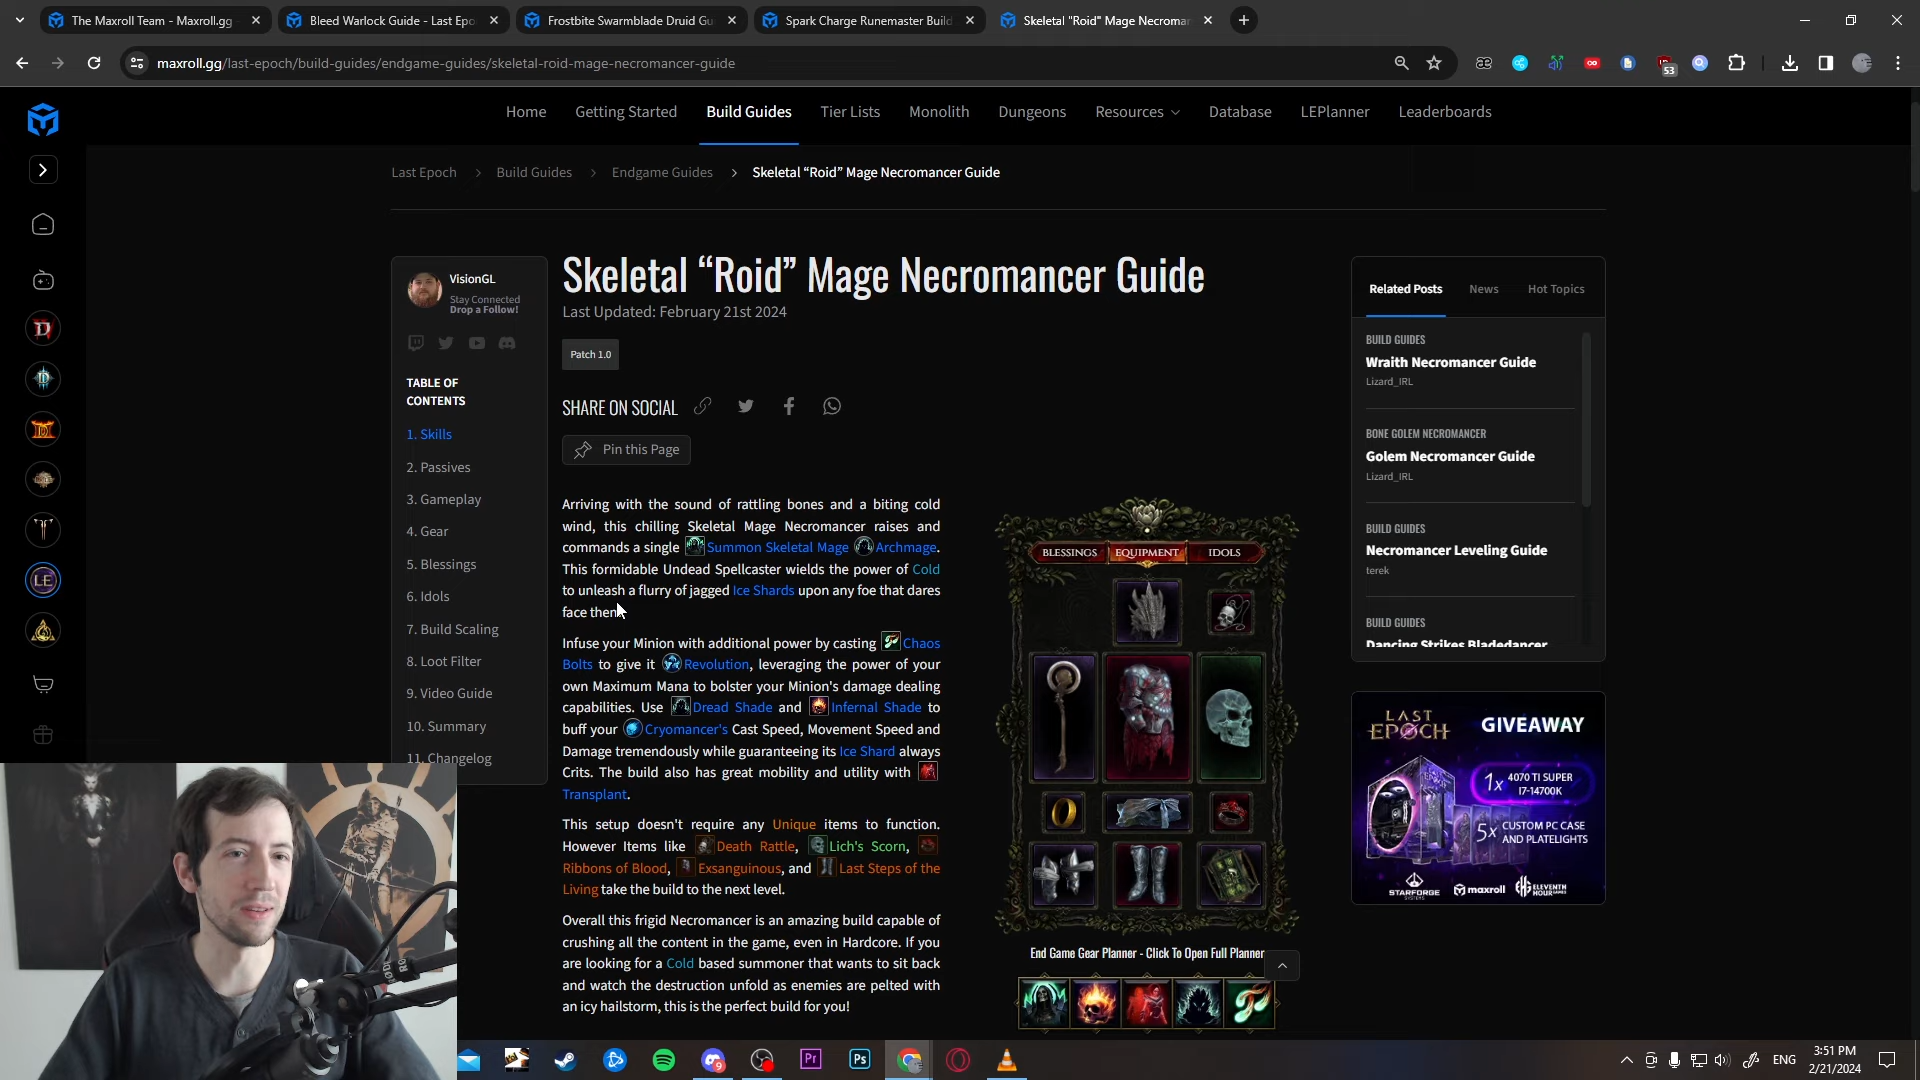 The Maxroll Team - Maxroll.gg
Bleed Warlock Guide - Last Epo
Frostbite Swarmblade Druid Gu
Spark Charge Runemaster Build
Skeletal "Roid" Mage Necroman
maxroll.gg/last-epoch/build-guides/endgame-guides/skeletal-roid-mage-necromancer-guide
53
Home
Getting Started
Build Guides
Tier Lists
Monolith
Dungeons
Resources
Database
LEPlanner
Leaderboards
Last Epoch > Build Guides > Endgame Guides > Skeletal “Roid” Mage Necromancer Guide
VisionGL
Stay Connected
Drop a Follow!
TABLE OF
CONTENTS
1. Skills
2. Passives
3. Gameplay
4. Gear
5. Blessings
6. Idols
7. Build Scaling
8. Loot Filter
9. Video Guide
10. Summary
11. Changelog
Skeletal “Roid” Mage Necromancer Guide
Last Updated: February 21st 2024
Patch 1.0
SHARE ON SOCIAL
Pin this Page
Arriving with the sound of rattling bones and a biting cold
wind, this chilling Skeletal Mage Necromancer raises and
commands a single Summon Skeletal Mage Archmage.
This formidable Undead Spellcaster wields the power of Cold
to unleash a flurry of jagged Ice Shards upon any foe that dares
face them
Infuse your Minion with additional power by casting Chaos
Bolts to give it Revolution, leveraging the power of your
own Maximum Mana to bolster your Minion's damage dealing
capabilities. Use Dread Shade and Infernal Shade to
buff your Cryomancer's Cast Speed, Movement Speed and
Damage tremendously while guaranteeing its Ice Shard always
Crits. The build also has great mobility and utility with
Transplant.
This setup doesn't require any Unique items to function.
However Items like Death Rattle, Lich's Scorn,
Ribbons of Blood, Exsanguinous, and Last Steps of the
Living take the build to the next level.
Overall this frigid Necromancer is an amazing build capable of
crushing all the content in the game, even in Hardcore. If you
are looking for a Cold based summoner that wants to sit back
and watch the destruction unfold as enemies are pelted with
an icy hailstorm, this is the perfect build for you!
BLESSINGS
EQUIPMENT
IDOLS
End Game Gear Planner - Click To Open Full Planner
Related Posts
News
Hot Topics
BUILD GUIDES
Wraith Necromancer Guide
Lizard_IRL
BONE GOLEM NECROMANCER
Golem Necromancer Guide
Lizard_IRL
BUILD GUIDES
Necromancer Leveling Guide
terek
BUILD GUIDES
Dancing Strikes Bladedancer
LAST
EPOCH
GIVEAWAY
1x 4070 TI SUPER
I7-14700K
5x CUSTOM PC CASE
AND PLATELIGHTS
STARFORGE
SYSTEMS
maxroll
ELEVENTH
HOUR GAMES
LE
9
Pr
Ps
ENG
3:51 PM
2/21/2024